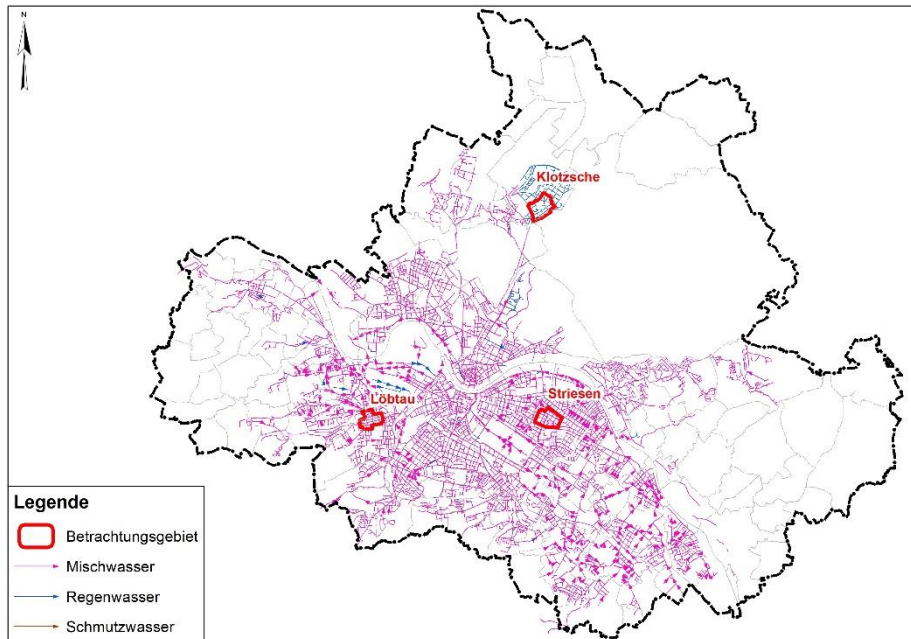 N
Klotzsche
Löbtau
Striesen
Legende
Betrachtungsgebiet
Mischwasser
Regenwasser
Schmutzwasser